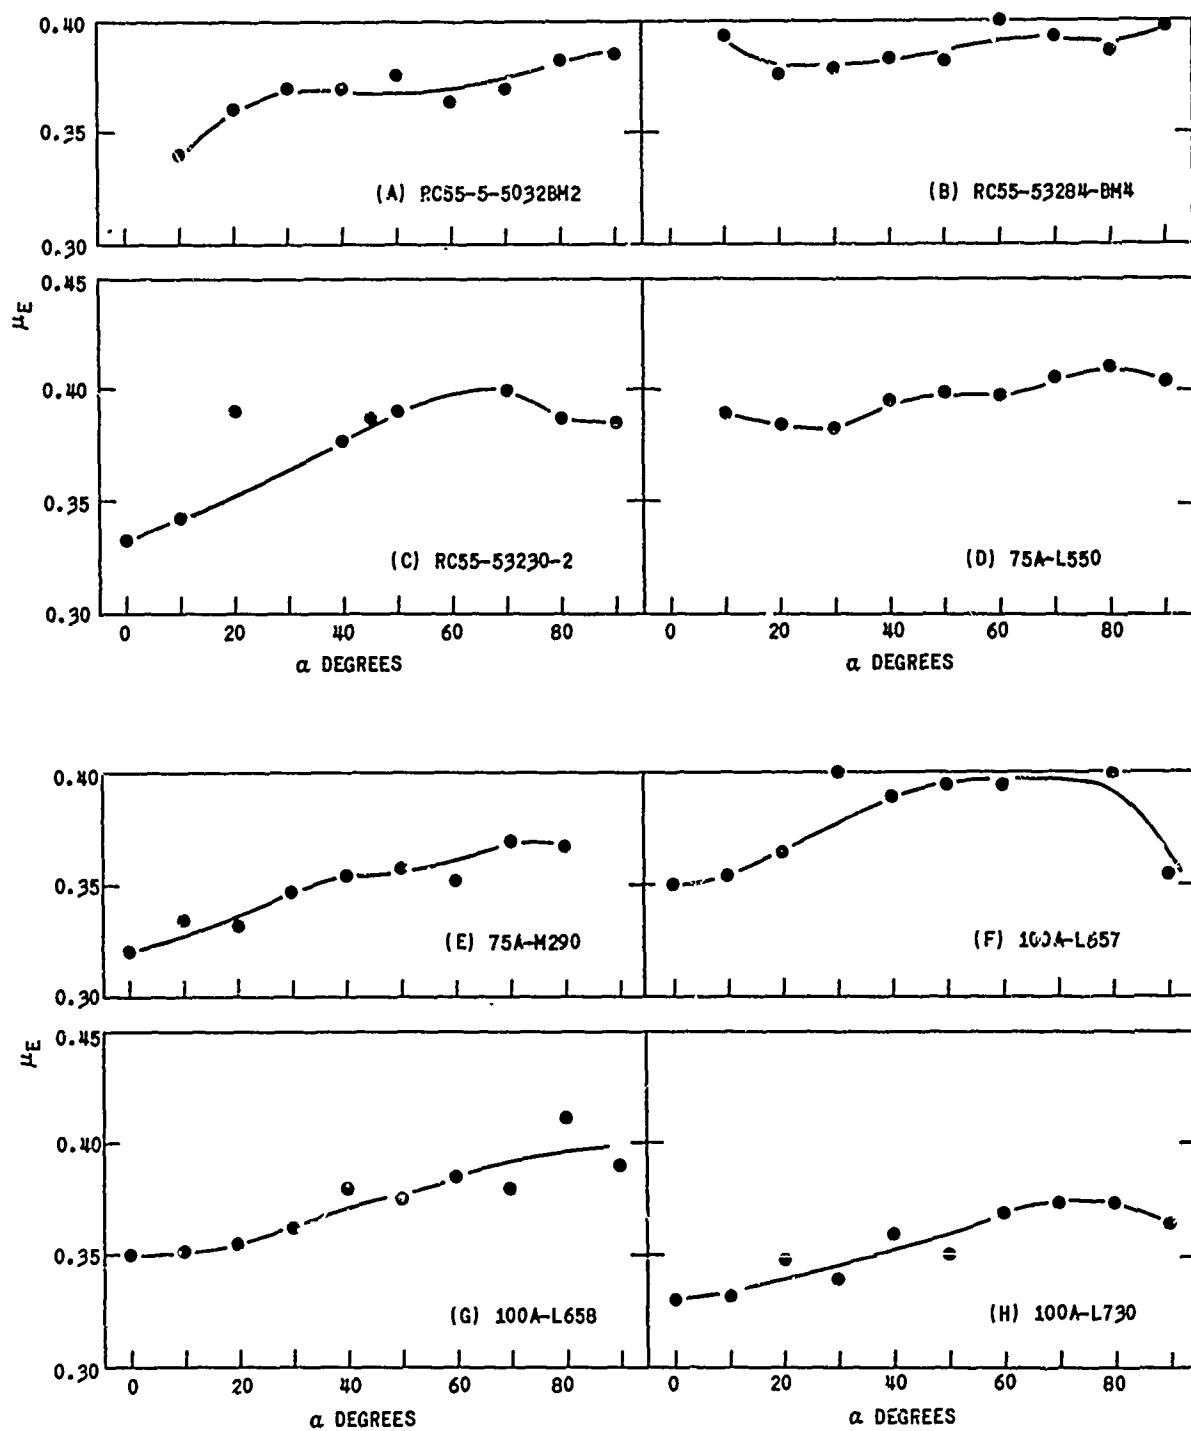 0.40
0.35
(A) RC55-5-5032BM2
(B) RC55-53284-BM4
0.30
0.45
μE
0.40
0.35
(C) RC55-53230-2
(D) 75A-L550
0.30
0 20 40 60 80
0 20 40 60 80
α DEGREES
α DEGREES
0.40
0.35
(E) 75A-M290
(F) 100A-L657
0.30
0.45
μE
0.40
0.35
(G) 100A-L658
(H) 100A-L730
0.30
0 20 40 60 80
0 20 40 60 80
α DEGREES
α DEGREES